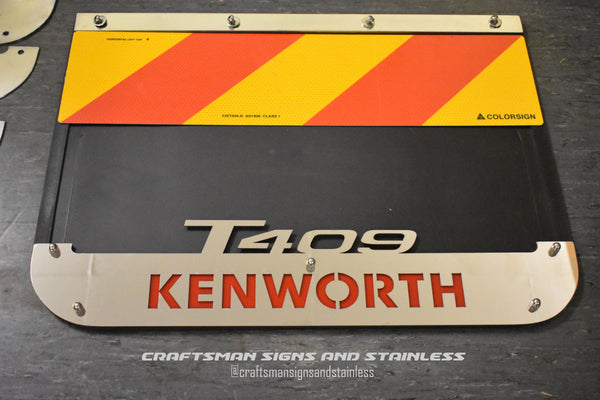 COLORSIGN
T409
KENWORTH
CRAFTSMAN SIGNS AND STAINLESS
@craftsmansignsandstainless